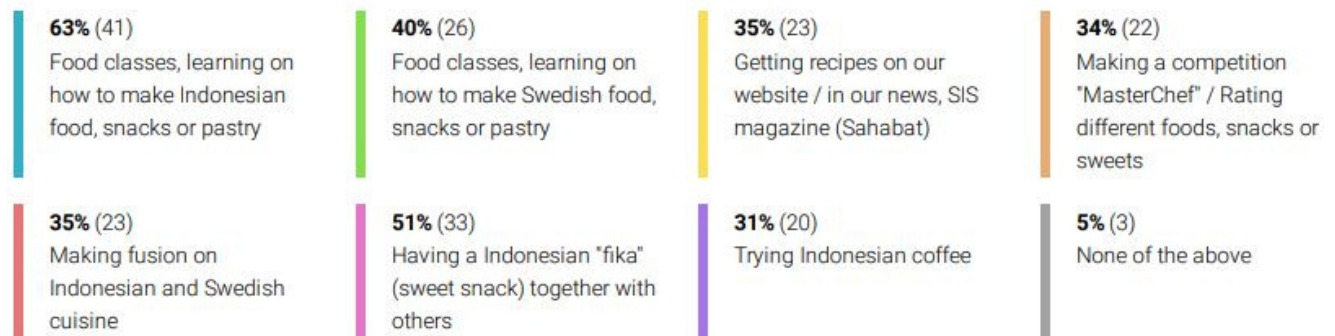 63% (41)
Food classes, learning on
how to make Indonesian
food, snacks or pastry
40% (26)
Food classes, learning on
how to make Swedish food,
snacks or pastry
35% (23)
Getting recipes on our
website / in our news, SIS
magazine (Sahabat)
34% (22)
Making a competition
"MasterChef" / Rating
different foods, snacks or
sweets
35% (23)
Making fusion on
Indonesian and Swedish
cuisine
51% (33)
Having a Indonesian "fika"
(sweet snack) together with
others
31% (20)
Trying Indonesian coffee
5% (3)
None of the above